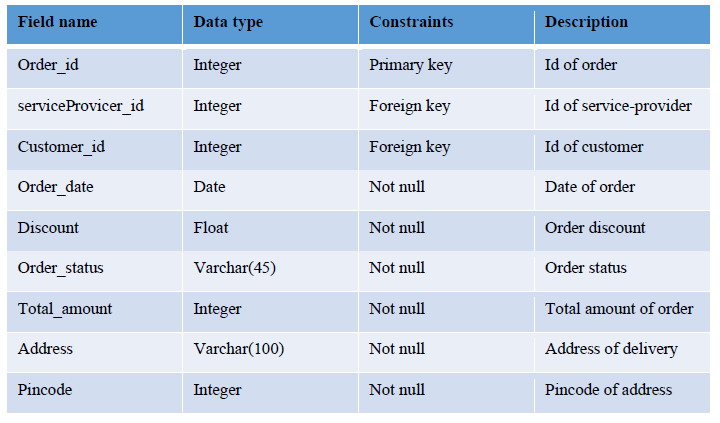 Field name Data type Constraints Description
Order_id Integer Primary key Id of order
serviceProvicer_id Integer Foreign key Id of service-provider
Customer_id Integer Foreign key Id of customer
Order_date Date Not null Date of order
Discount Float Not null Order discount
Order_status Varchar(45) Not null Order status
Total_amount Integer Not null Total amount of order
Address Varchar(100) Not null Address of delivery
Pincode Integer Not null Pincode of address